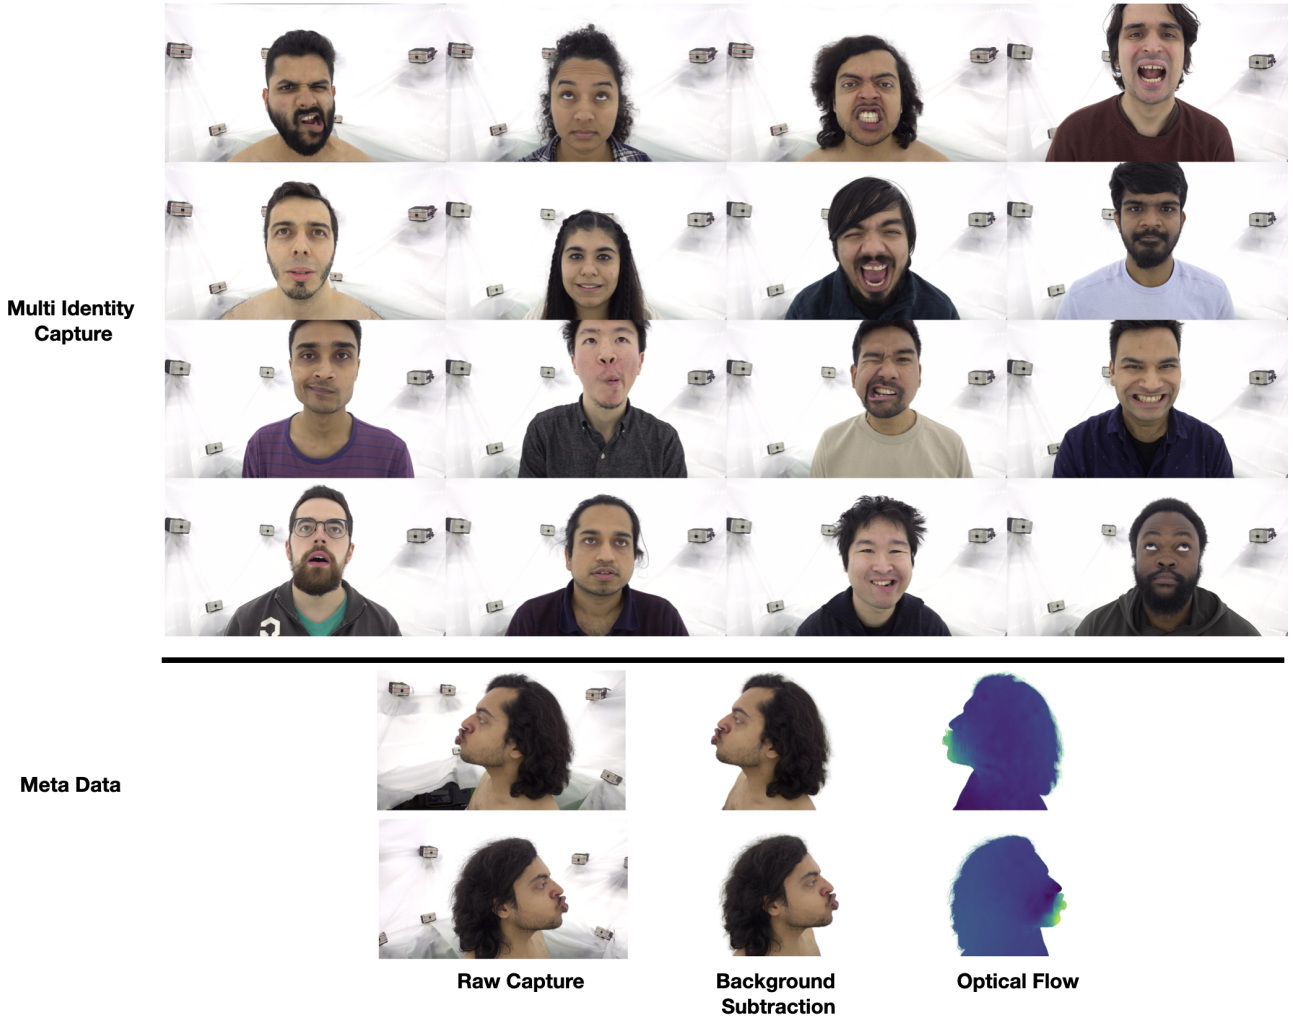 Multi Identity
Capture
Meta Data
Raw Capture
Background
Subtraction
Optical Flow